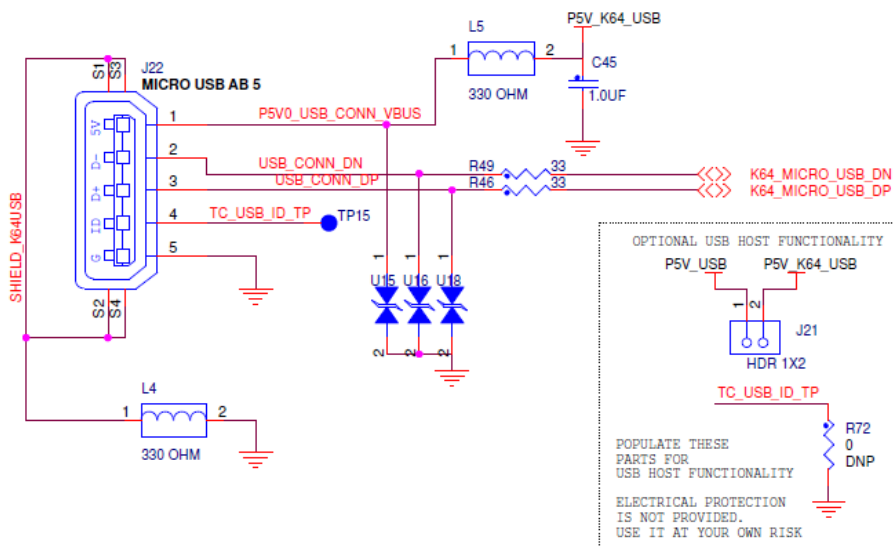 P5V_K64_USB
L5
1
2
330 OHM
C45
1.0UF
S1
S3
J22
MICRO USB AB 5
5V
D-
D+
ID
G
1
2
3
4
5
P5V0_USB_CONN_VBUS
USB_CONN_DN
USB_CONN_DP
TC_USB_ID_TP
TP15
R49
33
K64_MICRO_USB_DN
R46
33
K64_MICRO_USB_DP
SHIELD_K64USB
S2
S4
1
1
1
U15
U16
U18
2
2
2
L4
1
2
330 OHM
OPTIONAL USB HOST FUNCTIONALITY
P5V_USB
P5V_K64_USB
1
2
J21
HDR 1X2
TC_USB_ID_TP
R72
0
DNP
POPULATE THESE
PARTS FOR
USB HOST FUNCTIONALITY
ELECTRICAL PROTECTION
IS NOT PROVIDED.
USE IT AT YOUR OWN RISK